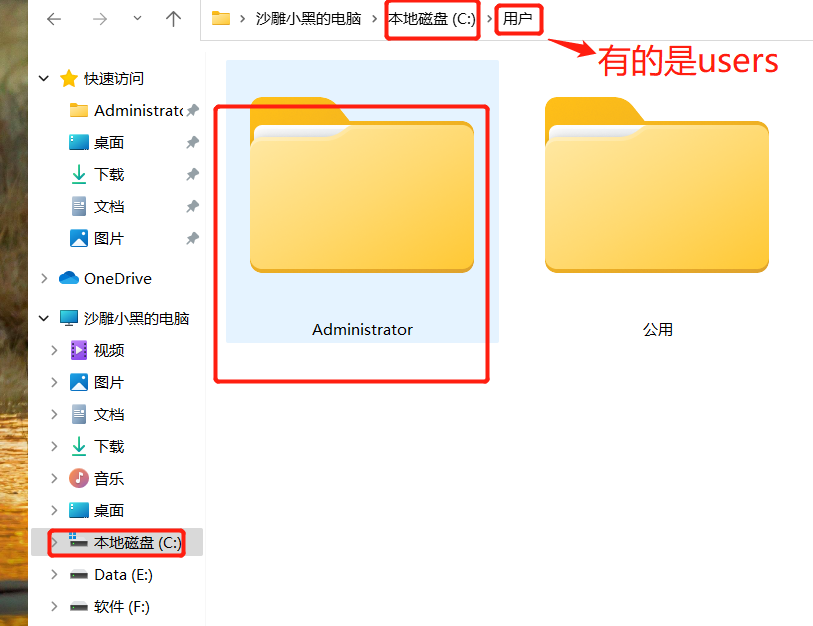 沙雕小黑的电脑 本地磁盘 (C:) 用户
有的是users
快速访问
Administrato
桌面
下载
文档
图片
OneDrive
沙雕小黑的电脑
视频
图片
文档
下载
音乐
桌面
本地磁盘 (C:)
Data (E:)
软件 (F:)
Administrator
公用